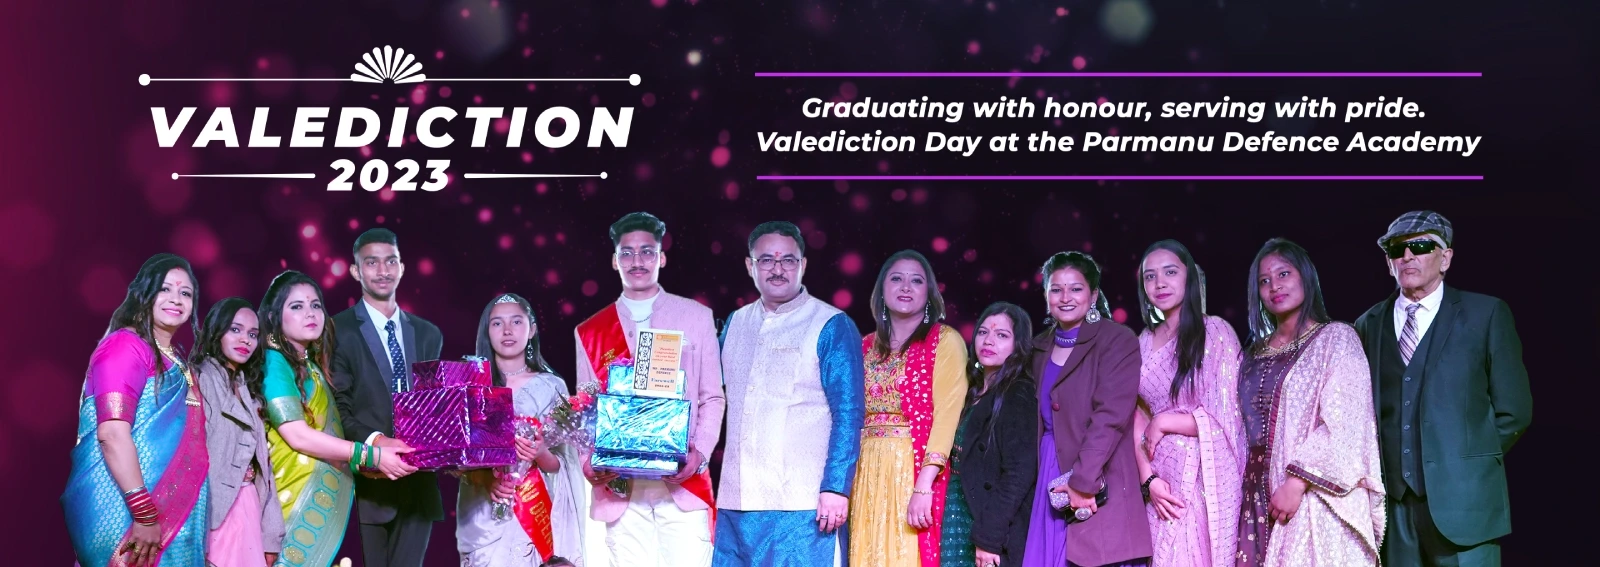 VALEDICTION
2023
Graduating with honour, serving with pride.
Valediction Day at the Parmanu Defence Academy